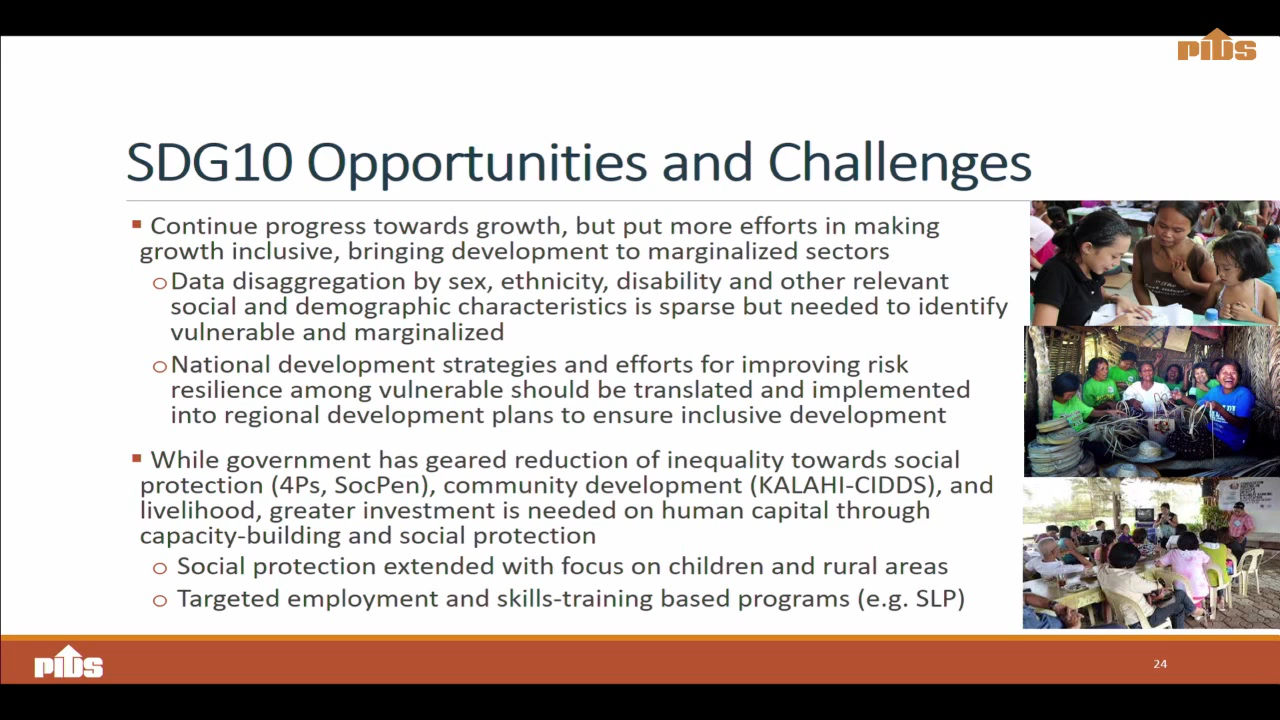 PIDS
SDG10 Opportunities and Challenges
▪ Continue progress towards growth, but put more efforts in making
growth inclusive, bringing development to marginalized sectors
o Data disaggregation by sex, ethnicity, disability and other relevant
social and demographic characteristics is sparse but needed to identify
vulnerable and marginalized
o National development strategies and efforts for improving risk
resilience among vulnerable should be translated and implemented
into regional development plans to ensure inclusive development
▪ While government has geared reduction of inequality towards social
protection (4Ps, SocPen), community development (KALAHI-CIDDS), and
livelihood, greater investment is needed on human capital through
capacity-building and social protection
o Social protection extended with focus on children and rural areas
o Targeted employment and skills-training based programs (e.g. SLP)
PIDS
24